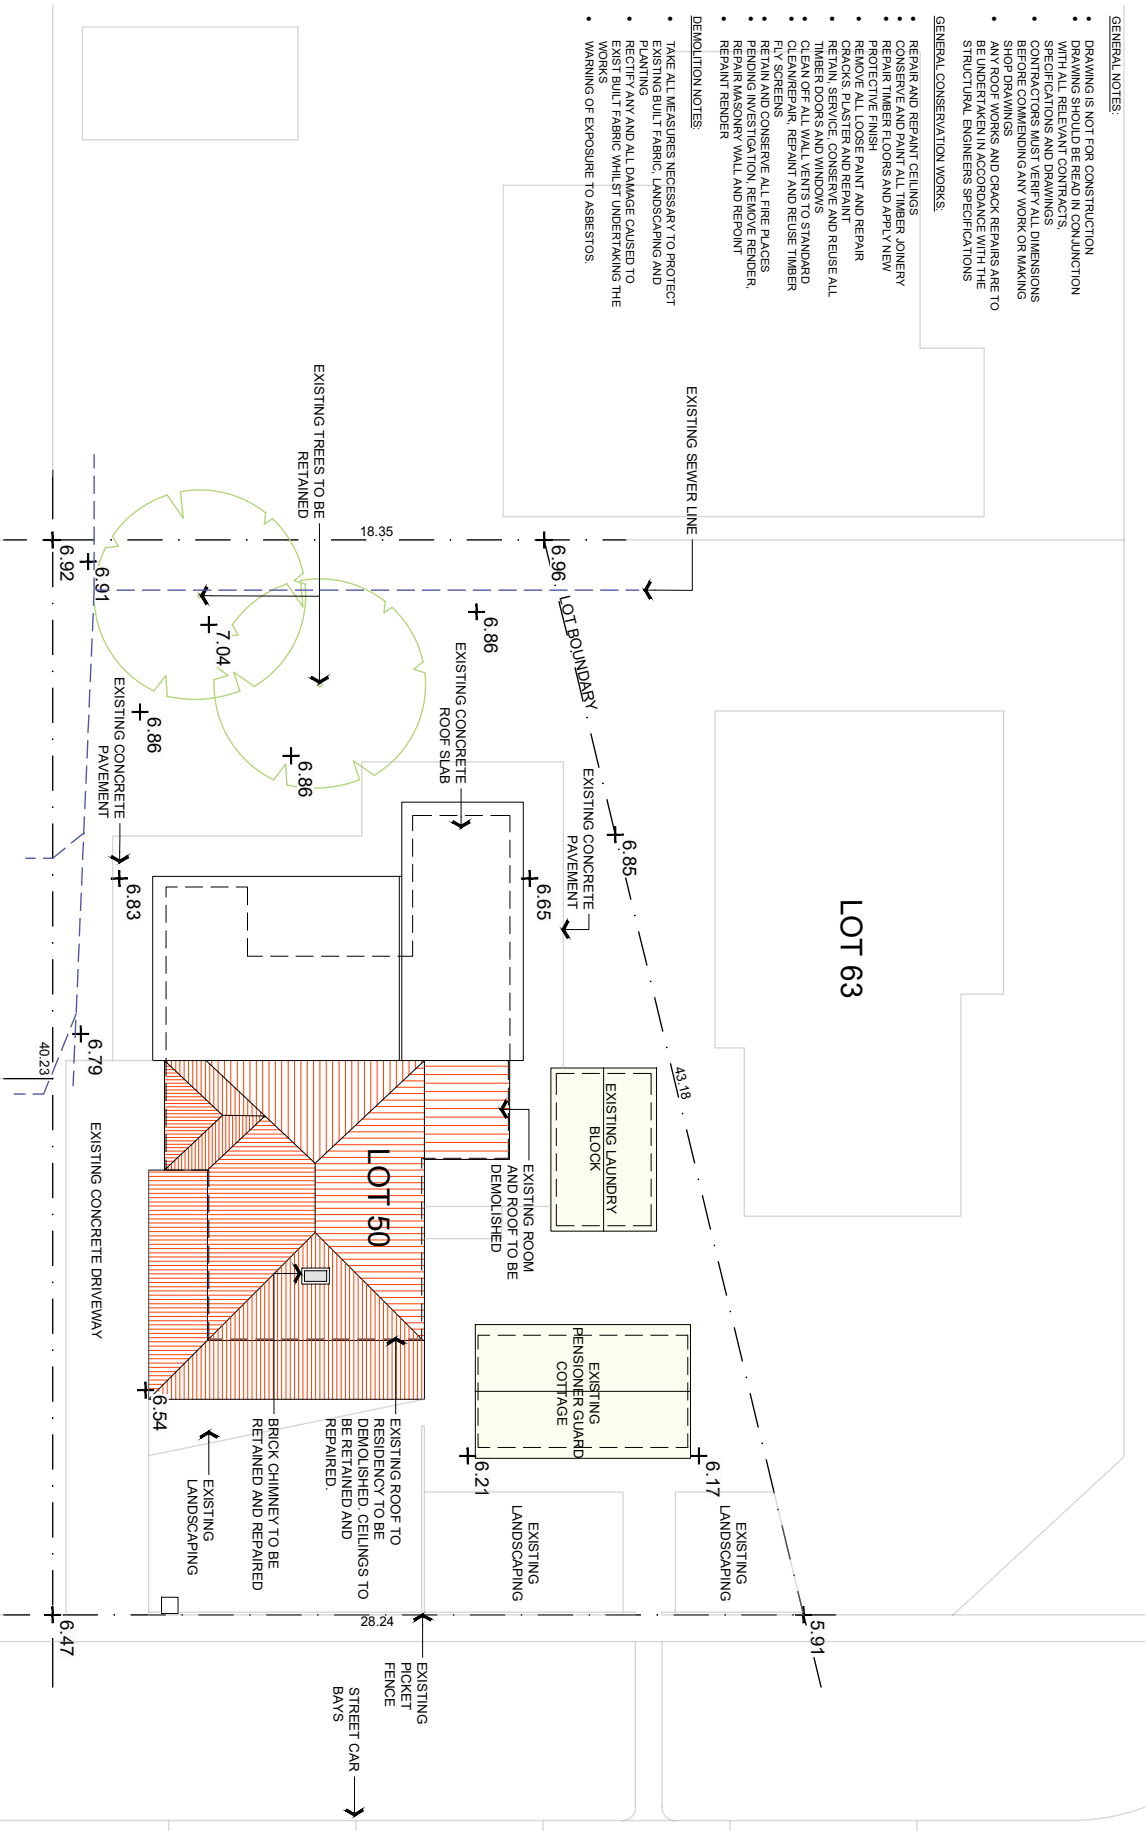 GENERAL NOTES:
• DRAWING IS NOT FOR CONSTRUCTION
• DRAWING SHOULD BE READ IN CONJUNCTION
WITH ALL RELEVANT CONTRACTS,
SPECIFICATIONS AND DRAWINGS
• CONTRACTORS MUST VERIFY ALL DIMENSIONS
BEFORE COMMENDING ANY WORK OR MAKING
SHOP DRAWINGS
• ANY ROOF WORKS AND CRACK REPAIRS ARE TO
BE UNDERTAKEN IN ACCORDANCE WITH THE
STRUCTURAL ENGINEERS SPECIFICATIONS
GENERAL CONSERVATION WORKS:
• REPAIR AND REPAINT CEILINGS
• CONSERVE AND PAINT ALL TIMBER JOINERY
• REPAIR TIMBER FLOORS AND APPLY NEW
PROTECTIVE FINISH
• REMOVE ALL LOOSE PAINT AND REPAIR
CRACKS, PLASTER AND REPAINT
• RETAIN, SERVICE, CONSERVE AND REUSE ALL
TIMBER DOORS AND WINDOWS
• CLEAN OFF ALL WALL VENTS TO STANDARD
• CLEAN/REPAIR, REPAINT AND REUSE TIMBER
FLY SCREENS
• RETAIN AND CONSERVE ALL FIRE PLACES
• PENDING INVESTIGATION, REMOVE RENDER,
REPAIR MASONRY WALL AND REPOINT
• REPAINT RENDER
DEMOLITION NOTES:
• TAKE ALL MEASURES NECESSARY TO PROTECT
EXISTING BUILT FABRIC, LANDSCAPING AND
PLANTING
• RECTIFY ANY AND ALL DAMAGE CAUSED TO
EXIST BUILT FABRIC WHILST UNDERTAKING THE
WORKS
• WARNING OF EXPOSURE TO ASBESTOS.
EXISTING SEWER LINE
EXISTING TREES TO BE
RETAINED
18.35
6.96
6.92
6.91
LOT BOUNDARY
6.86
7.04
6.86
6.86
EXISTING CONCRETE
ROOF SLAB
EXISTING CONCRETE
PAVEMENT
EXISTING CONCRETE
PAVEMENT
6.85
6.65
6.83
LOT 63
6.79
40.23
43.18
EXISTING LAUNDRY
BLOCK
EXISTING CONCRETE DRIVEWAY
LOT 50
EXISTING ROOM
AND ROOF TO BE
DEMOLISHED
EXISTING
PENSIONER GUARD
COTTAGE
6.54
6.21
6.17
EXISTING ROOF TO
RESIDENCY TO BE
DEMOLISHED. CEILINGS TO
BE RETAINED AND
REPAIRED.
BRICK CHIMNEY TO BE
RETAINED AND REPAIRED
EXISTING
LANDSCAPING
EXISTING
LANDSCAPING
EXISTING
LANDSCAPING
5.91
28.24
6.47
EXISTING
PICKET
FENCE
STREET CAR
BAYS